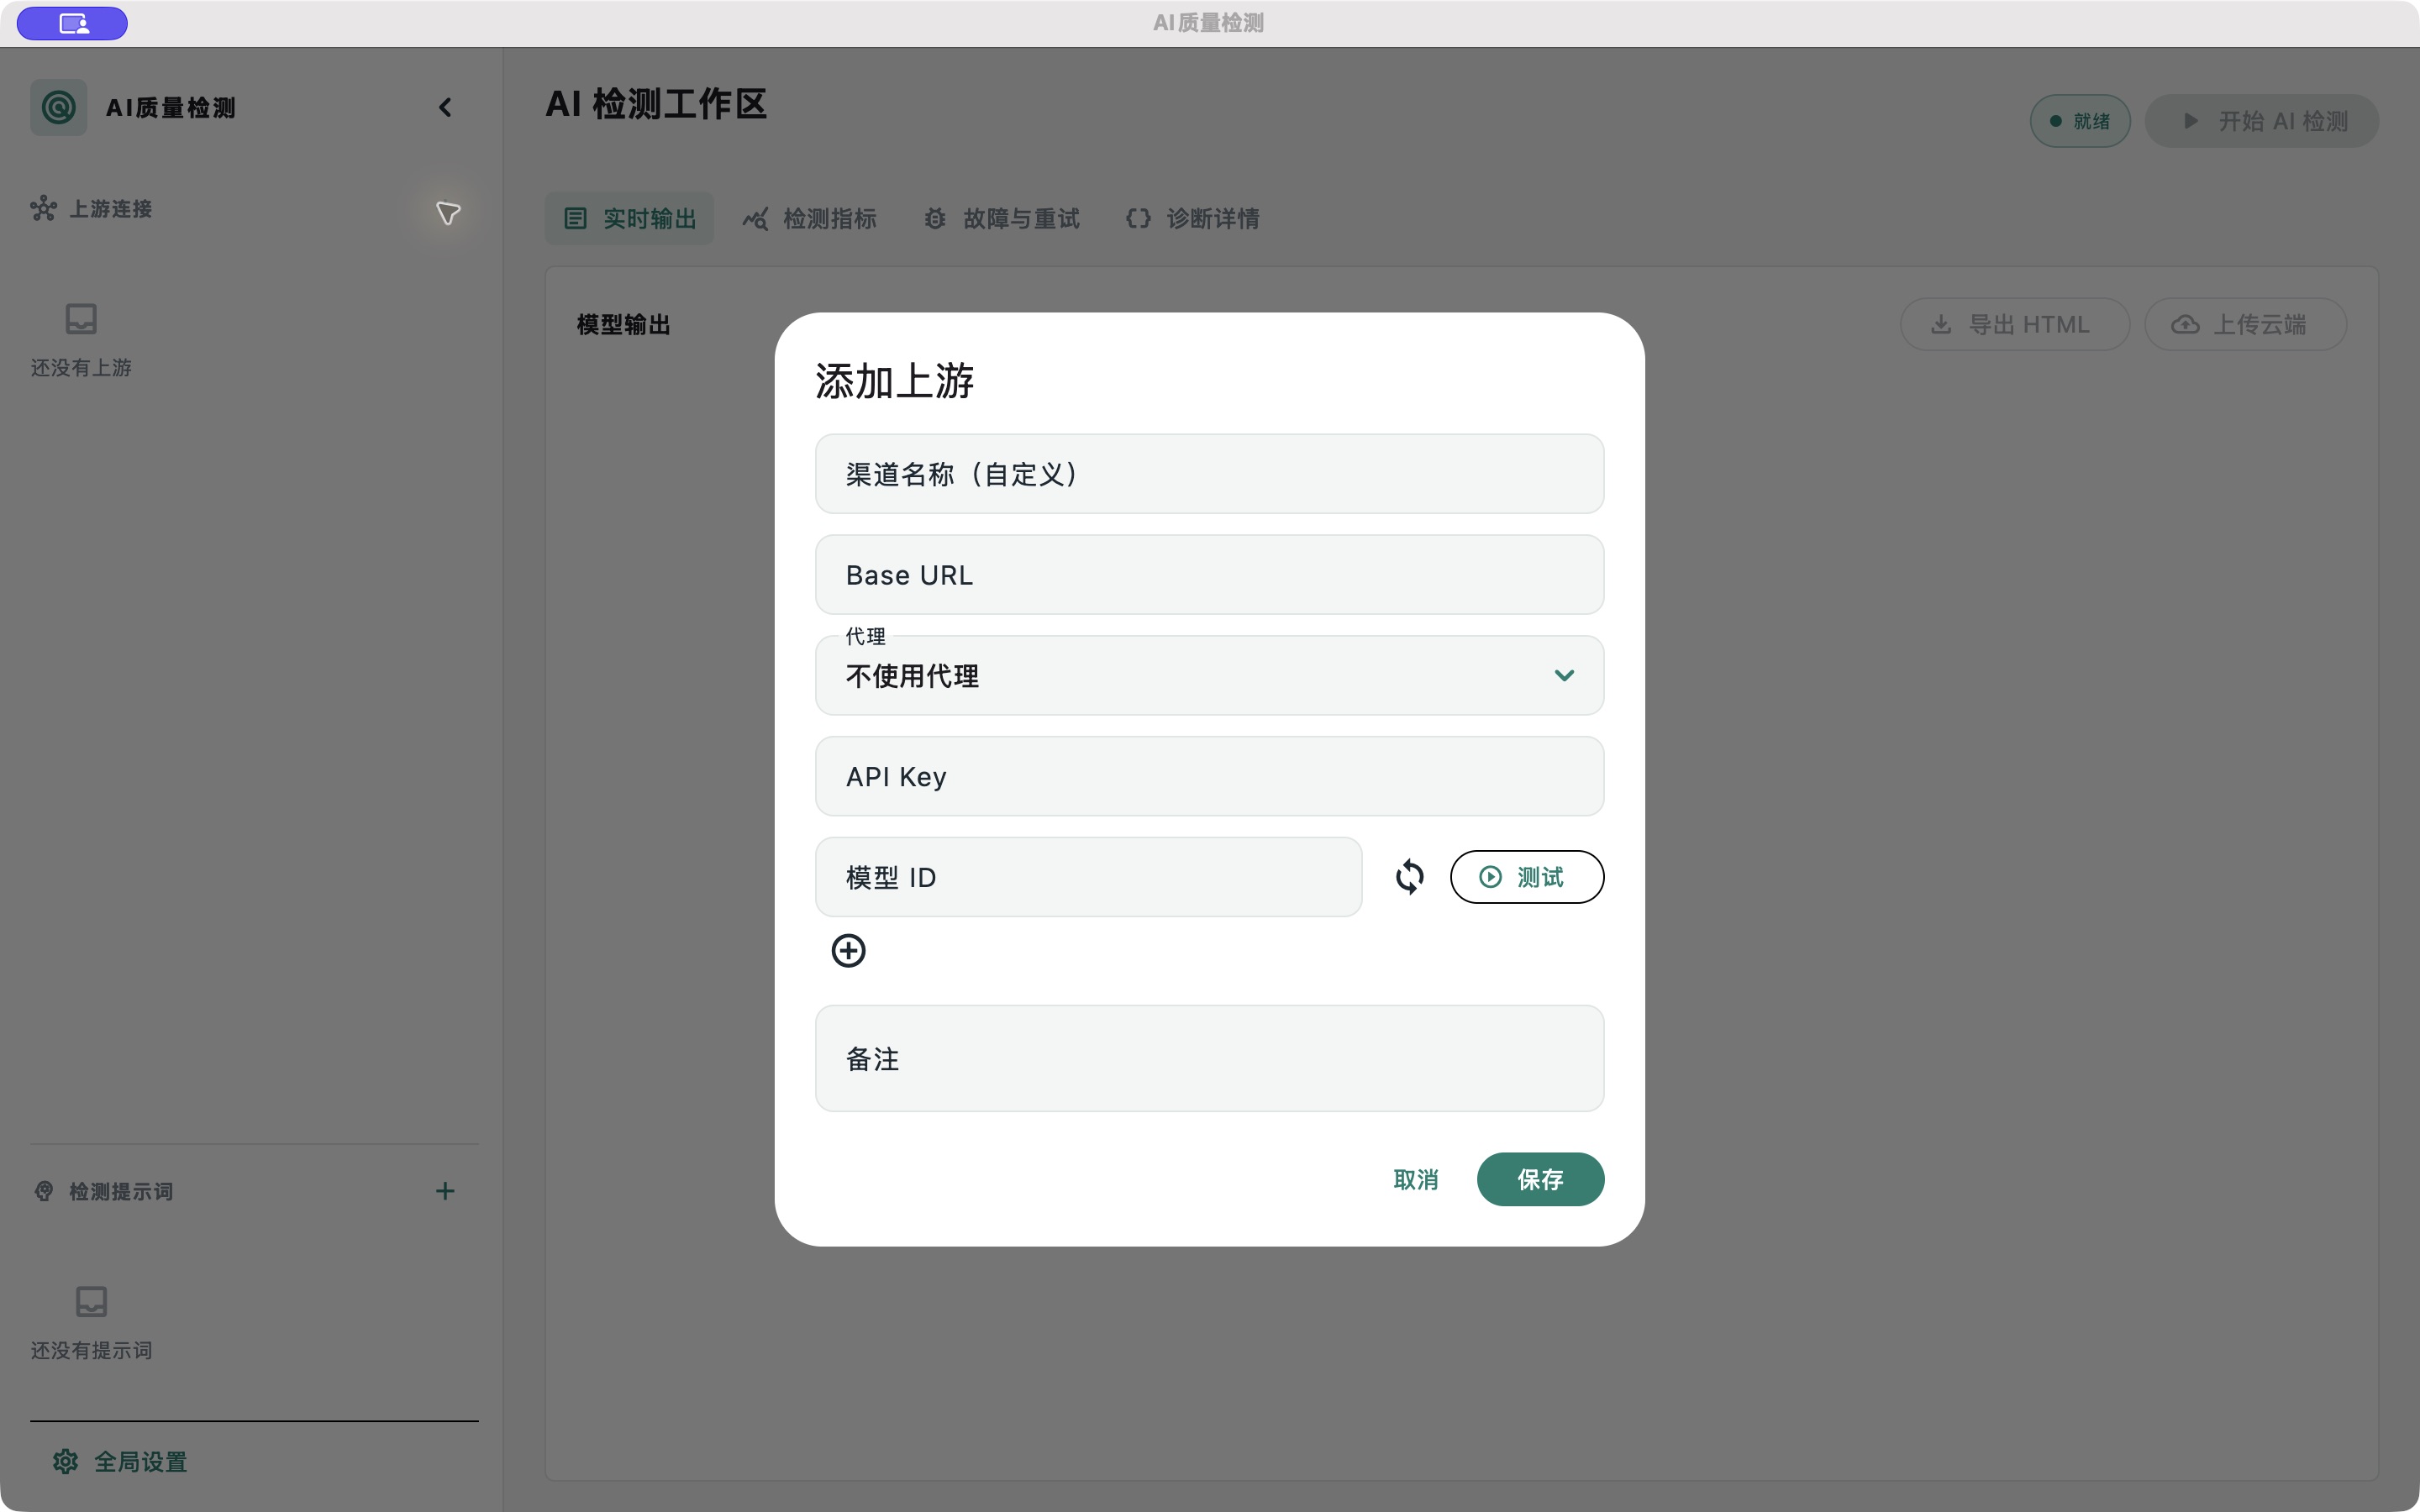 AI质量检测
AI质量检测
AI 检测工作区
就绪
开始 AI 检测
上游连接
实时输出
检测指标
故障与重试
诊断详情
还没有上游
模型输出
导出 HTML
上传云端
添加上游
渠道名称（自定义）
Base URL
代理
不使用代理
API Key
模型 ID
测试
备注
取消
保存
检测提示词
还没有提示词
全局设置